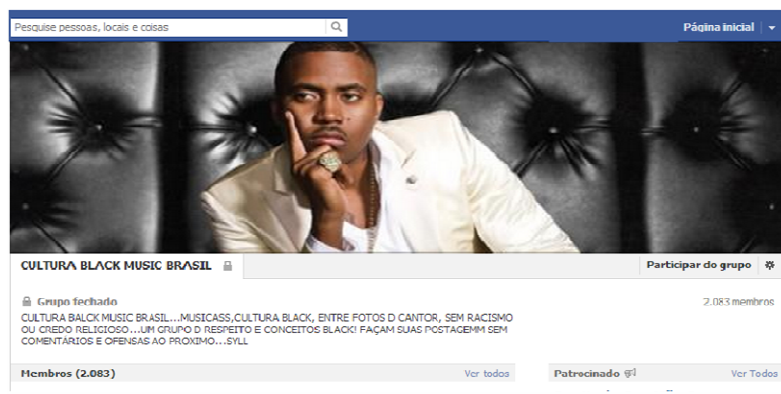 Pesquise pessoas, locais e coisas
Página inicial
CULTURA BLACK MUSIC BRASIL
Participar do grupo
Grupo fechado
2.083 membros
CULTURA BALCK MUSIC BRASIL...MUSICASS,CULTURA BLACK, ENTRE FOTOS D CANTOR, SEM RACISMO
OU CREDO RELIGIOSO...UM GRUPO D RESPEITO E CONCEITOS BLACK! FAÇAM SUAS POSTAGEMM SEM
COMENTÁRIOS E OFENSAS AO PROXIMO...SYLL
Membros (2.083)
Ver todos
Patrocinado
Ver Todos